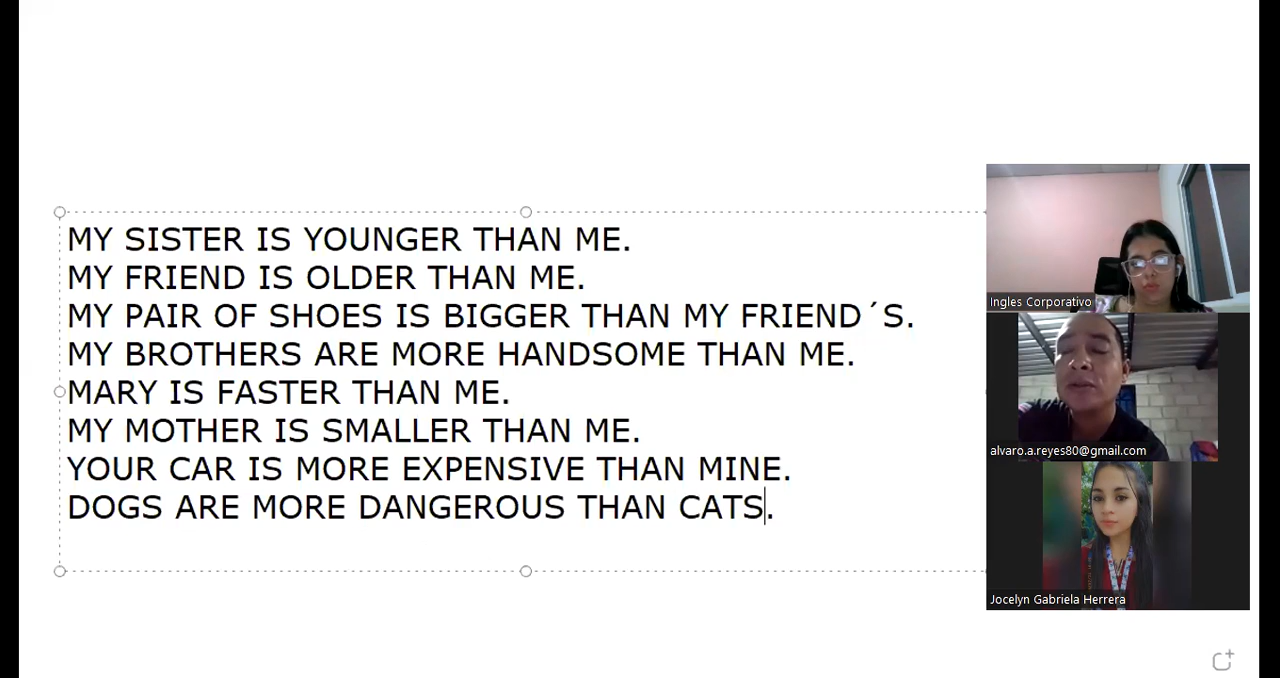 MY SISTER IS YOUNGER THAN ME.
MY FRIEND IS OLDER THAN ME.
MY PAIR OF SHOES IS BIGGER THAN MY FRIEND´S.
MY BROTHERS ARE MORE HANDSOME THAN ME.
MARY IS FASTER THAN ME.
MY MOTHER IS SMALLER THAN ME.
YOUR CAR IS MORE EXPENSIVE THAN MINE.
DOGS ARE MORE DANGEROUS THAN CATS.
Ingles Corporativo
alvaro.a.reyes80@gmail.com
Jocelyn Gabriela Herrera